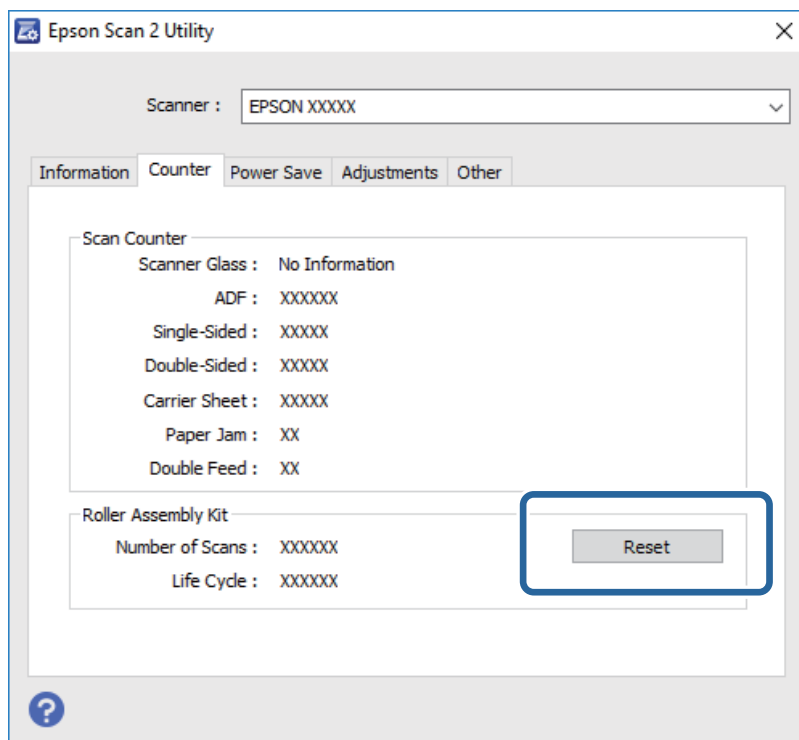 Epson Scan 2 Utility
Scanner : EPSON XXXXX
Information Counter Power Save Adjustments Other
Scan Counter
Scanner Glass : No Information
ADF : XXXXXX
Single-Sided : XXXXX
Double-Sided : XXXXX
Carrier Sheet : XXXXX
Paper Jam : XX
Double Feed : XX
Roller Assembly Kit
Number of Scans : XXXXXX Reset
Life Cycle : XXXXXX
?